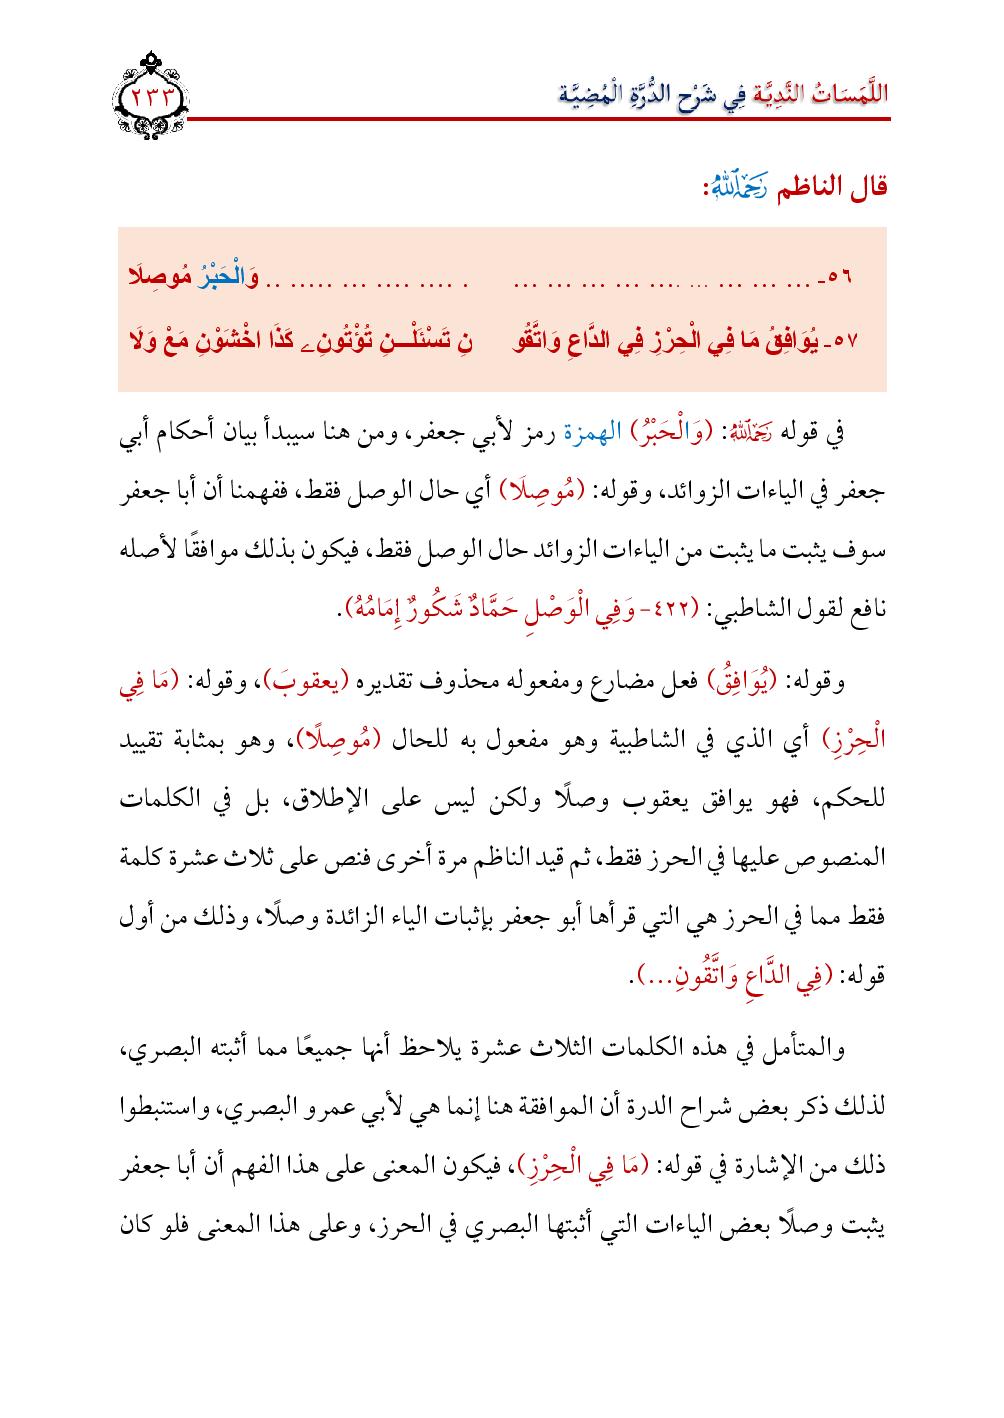 اللَّمَسَاتُ النَّدِيَّة فِي شَرْح الدُّرَّةِ الْمُضِيَّة
٢٣٣
قال الناظم رَحِمَهُ اللَّهُ:
٥٦- ... ... ... ... .... ... ... ... ... . .... .... ... ..... .. وَالْحَبْرُ مُوصِلَا
٥٧- يُوَافِقُ مَا فِي الْحِرْزِ فِي الدَّاعِ وَاتَّقُو نِ تَسْئَلْـــنِ تُؤْتُونِے كَذَا اخْشَوْنِ مَعْ وَلَا
في قوله رَحِمَهُ اللَّهُ: (وَالْحَبْرُ) الهمزة رمز لأبي جعفر، ومن هنا سيبدأ بيان أحكام أبي
جعفر في الياءات الزوائد، وقوله: (مُوصِلَا) أي حال الوصل فقط، ففهمنا أن أبا جعفر
سوف يثبت ما يثبت من الياءات الزوائد حال الوصل فقط، فيكون بذلك موافقًا لأصله
نافع لقول الشاطبي: (٤٢٢- وَفِي الْوَصْلِ حَمَّادٌ شَكُورٌ إِمَامُهُ).
وقوله: (يُوَافِقُ) فعل مضارع ومفعوله محذوف تقديره (يعقوبَ)، وقوله: (مَا فِي
الْحِرْزِ) أي الذي في الشاطبية وهو مفعول به للحال (مُوصِلًا)، وهو بمثابة تقييد
للحكم، فهو يوافق يعقوب وصلًا ولكن ليس على الإطلاق، بل في الكلمات
المنصوص عليها في الحرز فقط، ثم قيد الناظم مرة أخرى فنص على ثلاث عشرة كلمة
فقط مما في الحرز هي التي قرأها أبو جعفر بإثبات الياء الزائدة وصلًا، وذلك من أول
قوله: (فِي الدَّاعِ وَاتَّقُونِ...).
والمتأمل في هذه الكلمات الثلاث عشرة يلاحظ أنها جميعًا مما أثبته البصري،
لذلك ذكر بعض شراح الدرة أن الموافقة هنا إنما هي لأبي عمرو البصري، واستنبطوا
ذلك من الإشارة في قوله: (مَا فِي الْحِرْزِ)، فيكون المعنى على هذا الفهم أن أبا جعفر
يثبت وصلًا بعض الياءات التي أثبتها البصري في الحرز، وعلى هذا المعنى فلو كان